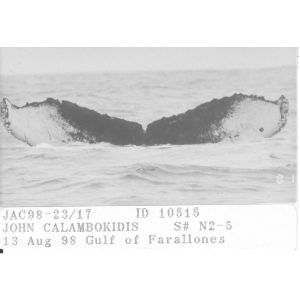 JAC98-23/17 ID 10515
JOHN CALAMBOKIDIS S# N2-5
13 Aug 98 Gulf of Farallones